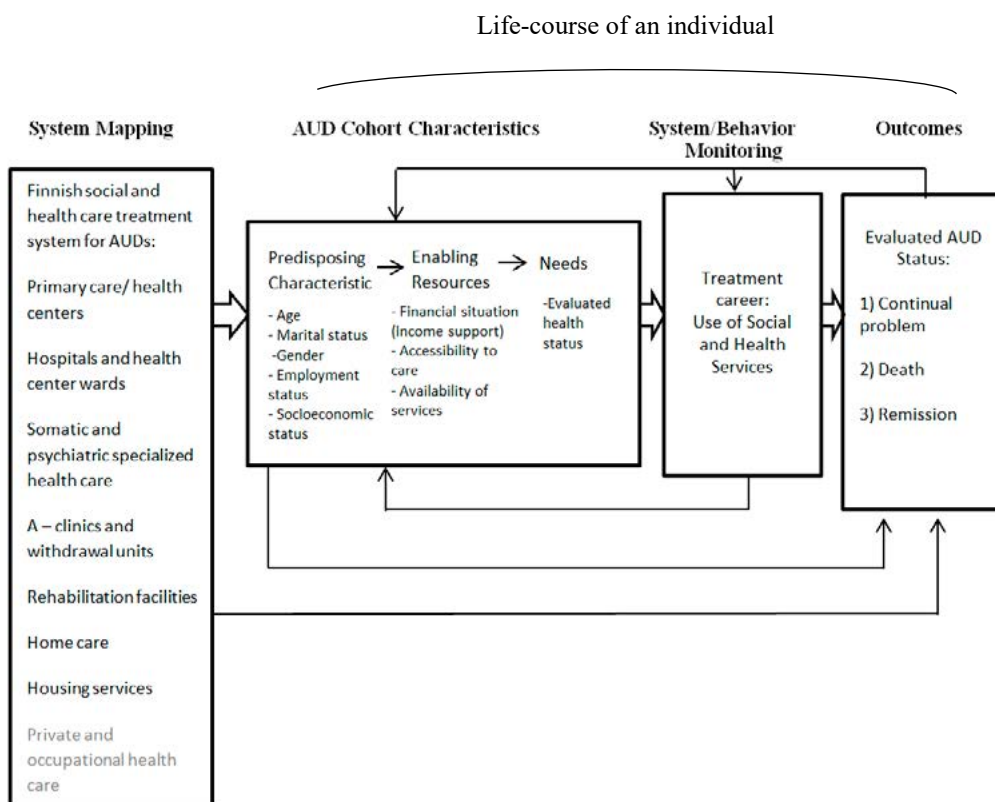 Life-course of an individual
System Mapping
AUD Cohort Characteristics
System/Behavior
Monitoring
Outcomes
Finnish social and
health care treatment
system for AUDs:
Primary care/ health
centers
Hospitals and health
center wards
Somatic and
psychiatric specialized
health care
A – clinics and
withdrawal units
Rehabilitation facilities
Home care
Housing services
Private and
occupational health
care
Predisposing
Characteristic
- Age
- Marital status
-Gender
- Employment
status
- Socioeconomic
status
Enabling
Resources
- Financial situation
(Income support)
- Accessibility to
care
- Availability of
services
Needs
-Evaluated
health
status
Treatment
career:
Use of Social
and Health
Services
Evaluated AUD
Status:
1) Continual
problem
2) Death
3) Remission